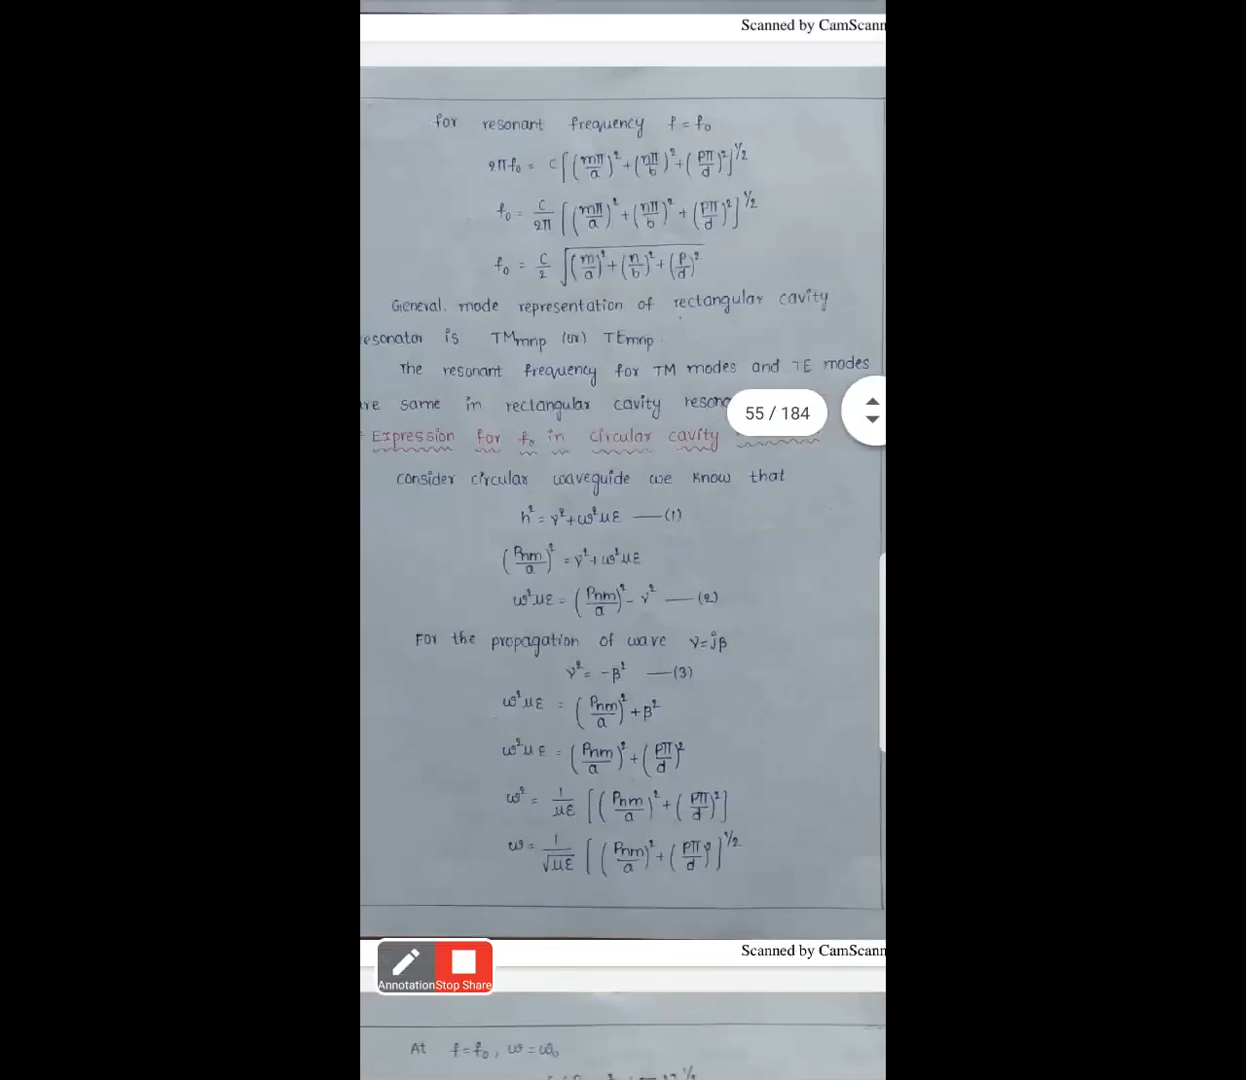 Scanned by CamScann
for resonant frequency f = f₀
2πf₀ = c[(mπ/a)² + (nπ/b)² + (pπ/d)²]^1/2
f₀ = c/2π [(mπ/a)² + (nπ/b)² + (pπ/d)²]^1/2
f₀ = c/2 √(m/a)² + (n/b)² + (p/d)²
General mode representation of rectangular cavity
esonator is TMmnp (or) TEmnp.
The resonant frequency for TM modes and TE modes
re same in rectangular cavity reson
55 / 184
Expression for f₀ in circular cavity
consider circular waveguide we know that
h² = γ² + ω²με —(1)
(Pnm/a)² = γ² + ω²με
ω²με = (Pnm/a)² - γ² —(2)
For the propagation of wave γ = jβ
γ² = -β² —(3)
ω²με = (Pnm/a)² + β²
ω²με = (Pnm/a)² + (pπ/d)²
ω² = 1/με [(Pnm/a)² + (pπ/d)²]
ω = 1/√με [(Pnm/a)² + (pπ/d)²]^1/2
Annotation Stop Share
Scanned by CamScann
At f = f₀, ω = ω₀